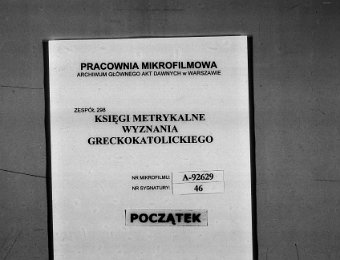 PRACOWNIA MIKROFILMOWA
ARCHIWUM GŁÓWNEGO AKT DAWNYCH w WARSZAWIE
ZESPÓŁ 298
KSIĘGI METRYKALNE
WYZNANIA
GRECKOKATOLICKIEGO
NR MIKROFILMU: A-92629
NR SYGNATURY: 46
POCZĄTEK